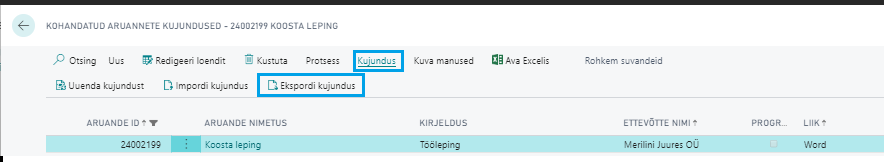 KOHANDATUD ARUANNETE KUJUNDUSED - 24002199 KOOSTA LEPING
Otsing Uus Redigeeri loendit Kustuta Protsess Kujundus Kuva manused Ava Excelis Rohkem suvandeid
Uuenda kujundust Impordi kujundus Ekspordi kujundus
ARUANDE ID ↑ ARUANDE NIMETUS KIRJELDUS ETTEVÕTTE NIMI ↑ PROGR... LIIK ↑
24002199 Koosta leping Tööleping Merilini Juures OÜ Word